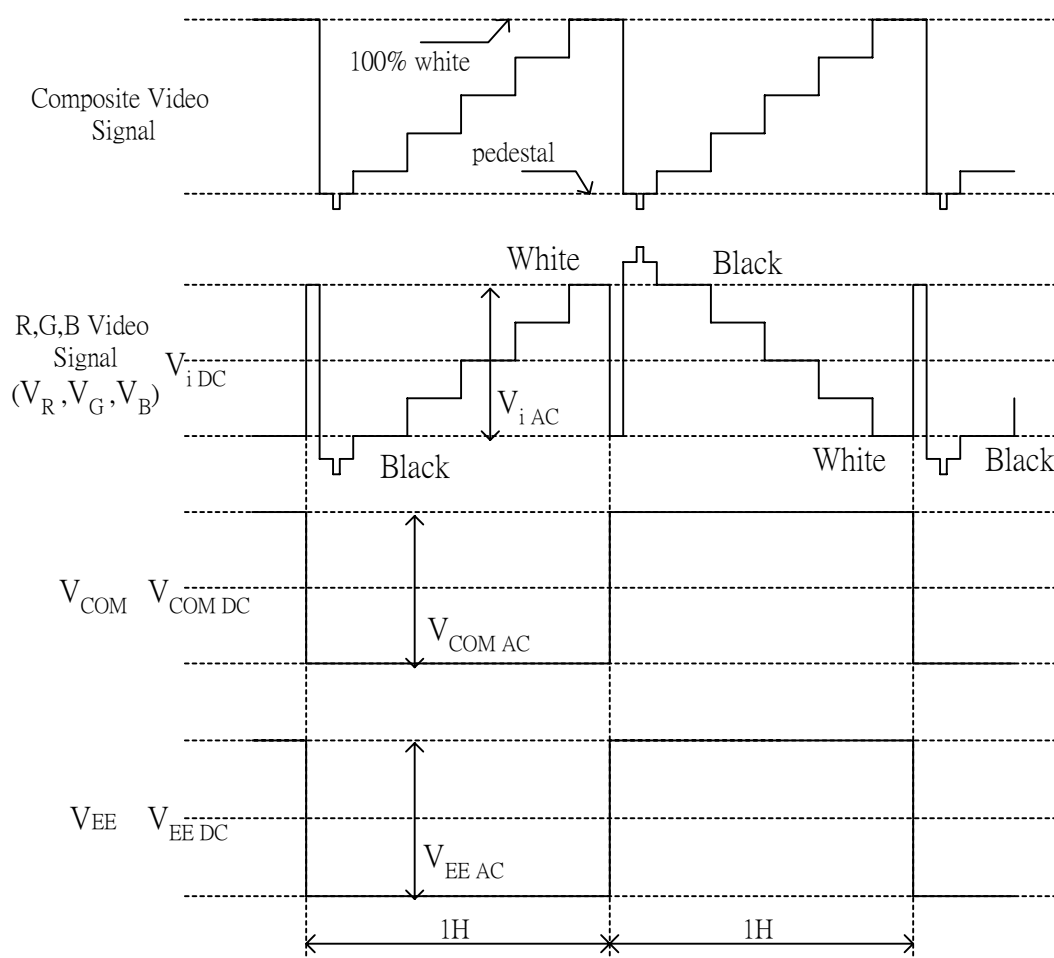 100% white
Composite Video
Signal
pedestal
White
Black
R,G,B Video
Signal
(V_R ,V_G ,V_B)
V_i DC
V_i AC
Black
White
Black
V_COM
V_COM DC
V_COM AC
V_EE
V_EE DC
V_EE AC
1H
1H